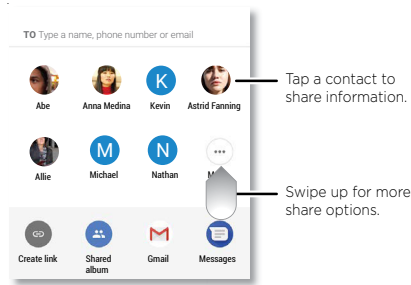 TO Type a name, phone number or email
K
Abe Anna Medina Kevin Astrid Fanning
Tap a contact to
share information.
M N
Allie Michael Nathan
Swipe up for more
share options.
Create link Shared album Gmail Messages